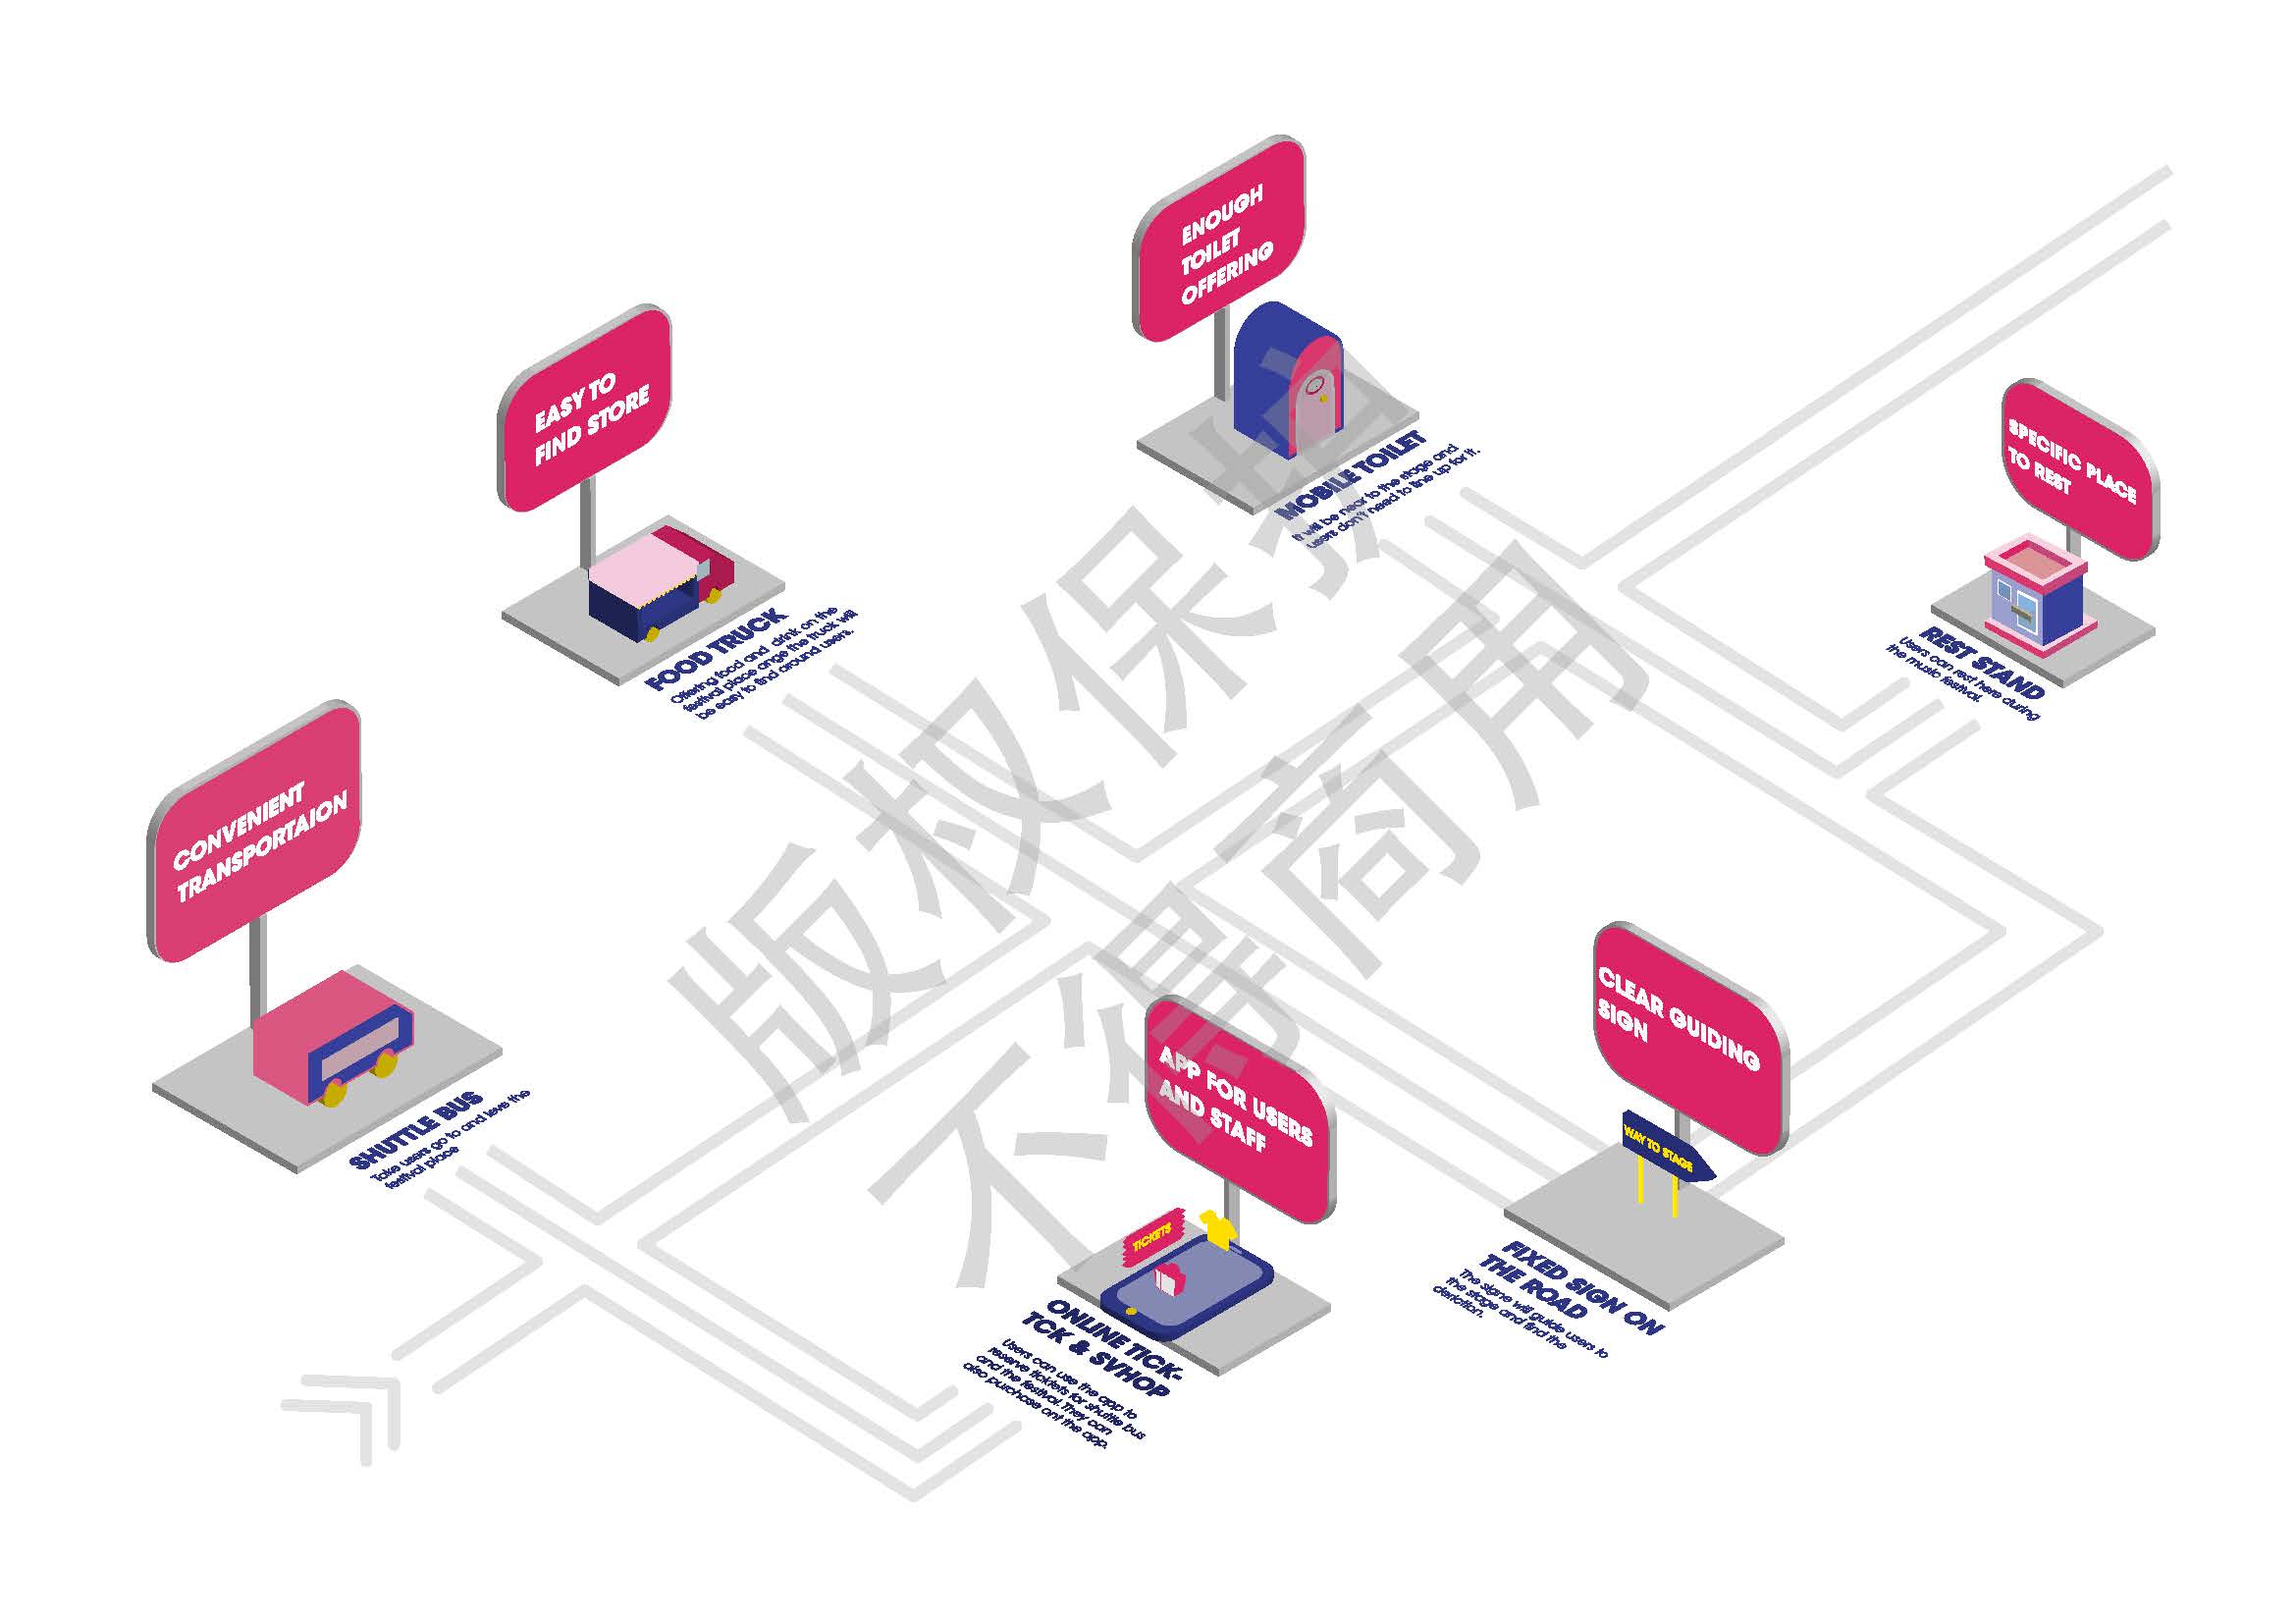 ENOUGH
TOILET
OFFERING
MOBILE TOILET
It will be near to the stage and
users don't need to line up for it.
EASY TO
FIND STORE
FOOD TRUCK
Offering food and drink on the
festival place ange the truck will
be easy to find around users.
SPECIFIC PLACE
TO REST
REST STAND
Users can rest here during
the music festival.
CONVENIENT
TRANSPORTAION
SHUTTLE BUS
Take users go to and leve the
festival place
APP FOR USERS
AND STAFF
TICKETS
ONLINE TICK-
TCK & SVHOP
Users can use the app to
reserve ticktets for shuttle bus
and the festival. They can
also purchase ont the app.
CLEAR GUIDING
SIGN
WAY TO STAGE
FIXED SIGN ON
THE ROAD
The signe will guide users to
the stage and find the
deriction.
版权保护
不得商用